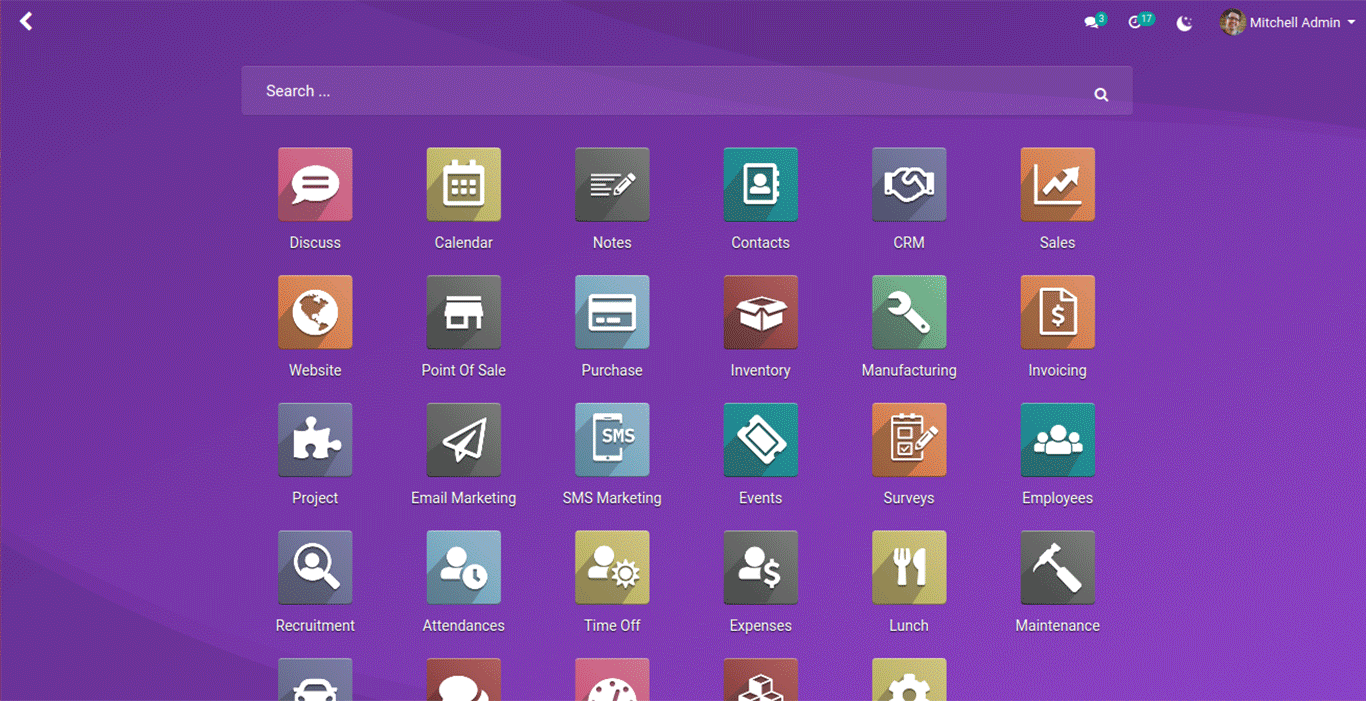 3 17 Mitchell Admin
Search ...
Discuss Calendar Notes Contacts CRM Sales
Website Point Of Sale Purchase Inventory Manufacturing Invoicing
SMS
Project Email Marketing SMS Marketing Events Surveys Employees
Recruitment Attendances Time Off Expenses Lunch Maintenance